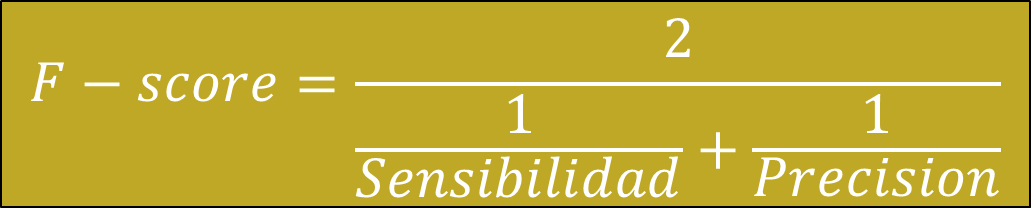 F − score = 2
1 + 1
Sensibilidad Precision